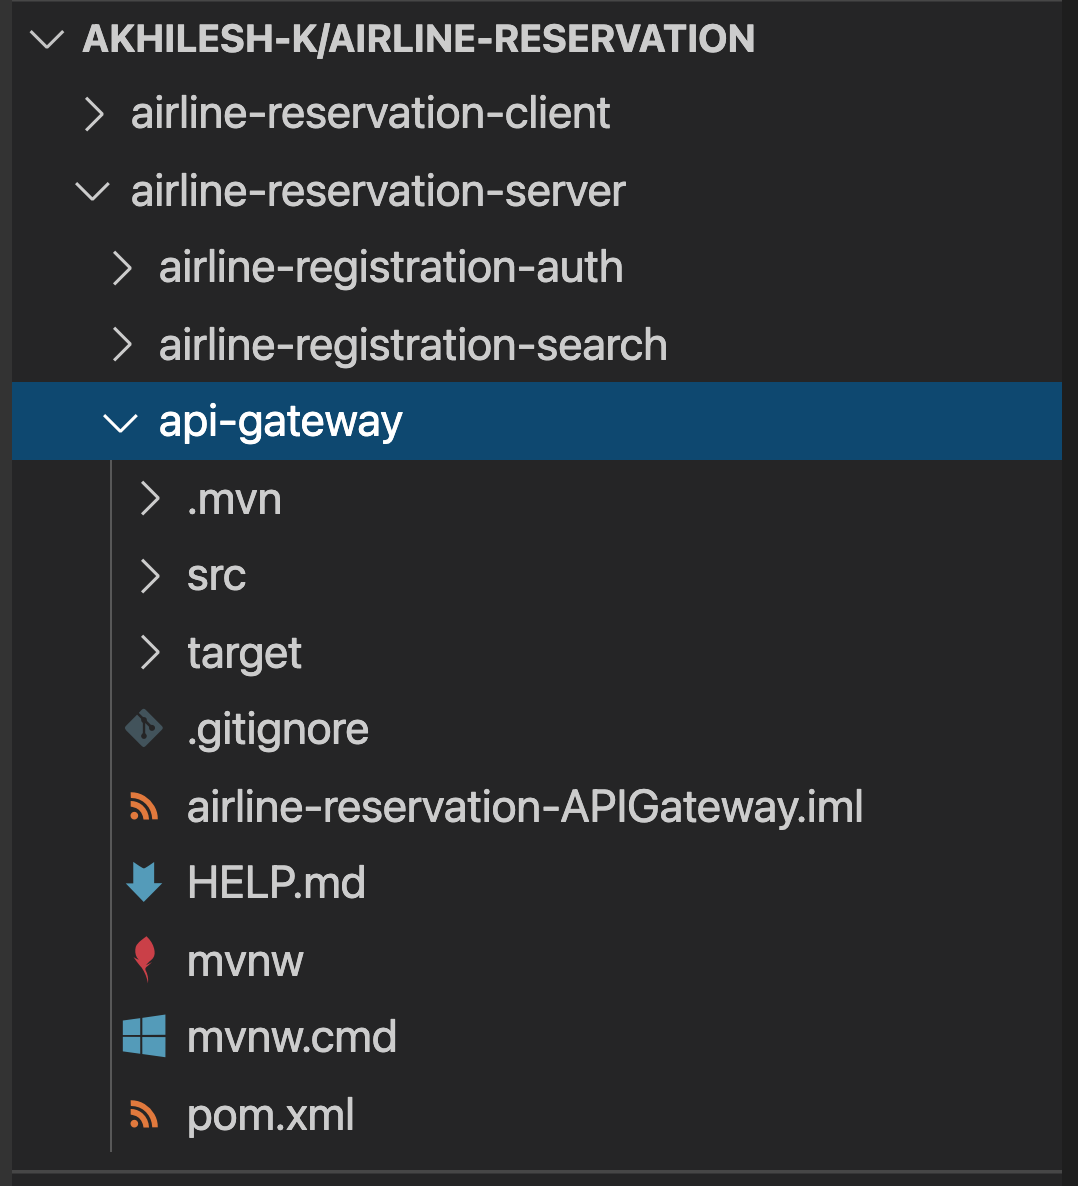 AKHILESH-K/AIRLINE-RESERVATION
airline-reservation-client
airline-reservation-server
airline-registration-auth
airline-registration-search
api-gateway
.mvn
src
target
.gitignore
airline-reservation-APIGateway.iml
HELP.md
mvnw
mvnw.cmd
pom.xml